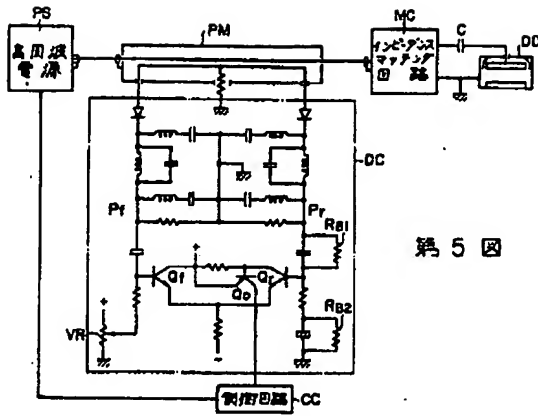 PS
高周波
電源
PM
MC
インピーダンス
マッチング
回路
C
DD
DC
Pf
Pr
RB1
RB2
Qf
Qo
Qr
+
+
−
VR
制御回路
CC
第5図